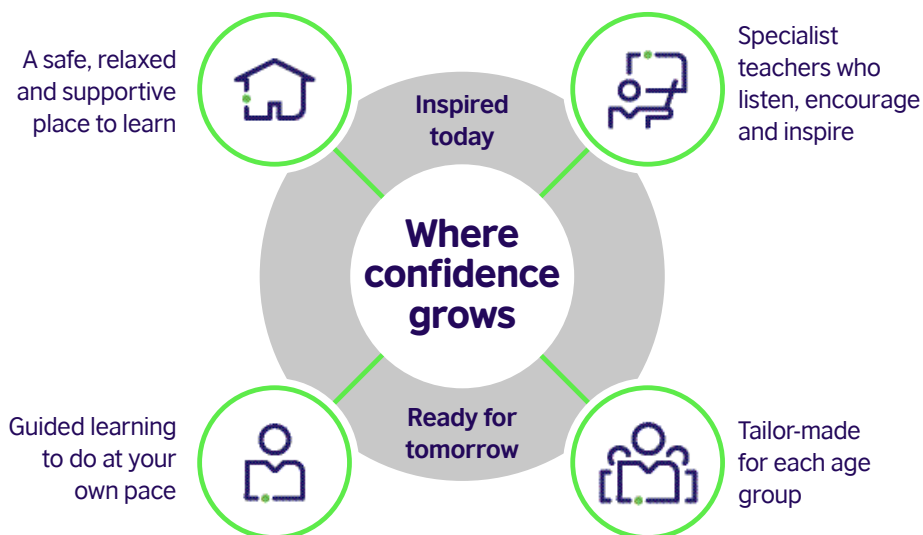 A safe, relaxed
and supportive
place to learn
Inspired
today
Specialist
teachers who
listen, encourage
and inspire
Where
confidence
grows
Guided learning
to do at your
own pace
Ready for
tomorrow
Tailor-made
for each age
group